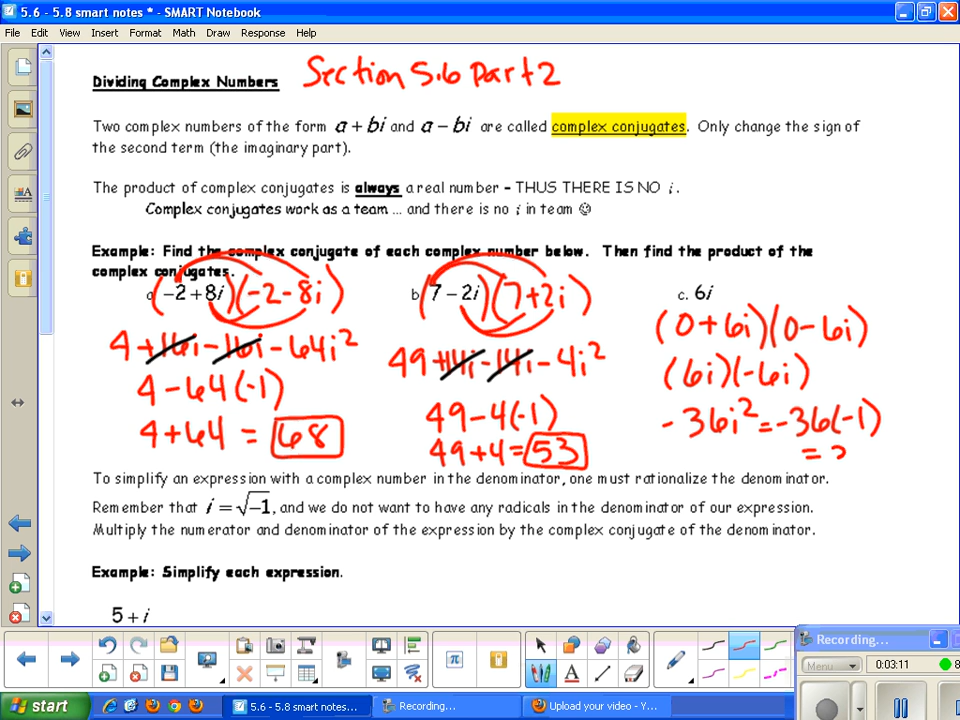 5.6 - 5.8 smart notes * - SMART Notebook
File Edit View Insert Format Math Draw Response Help
Dividing Complex Numbers Section 5.6 Part 2
Two complex numbers of the form a + bi and a − bi are called complex conjugates. Only change the sign of
the second term (the imaginary part).
The product of complex conjugates is always a real number – THUS THERE IS NO i.
Complex conjugates work as a team ... and there is no i in team ☺
Example: Find the complex conjugate of each complex number below. Then find the product of the
complex conjugates.
a. (−2 + 8i)(−2 − 8i) b. (7 − 2i)(7 + 2i) c. 6i
4 + 16i − 16i − 64i² 49 + 14i − 14i − 4i² (0 + 6i)(0 − 6i)
4 − 64(−1) 49 − 4(−1) (6i)(−6i)
4 + 64 = 68 49 + 4 = 53 − 36i² = −36(−1)
=
To simplify an expression with a complex number in the denominator, one must rationalize the denominator.
Remember that i = √−1, and we do not want to have any radicals in the denominator of our expression.
Multiply the numerator and denominator of the expression by the complex conjugate of the denominator.
Example: Simplify each expression.
5 + i
Recording...
Menu 0:03:11 8
start 5.6 - 5.8 smart notes... Recording... Upload your video - Y...